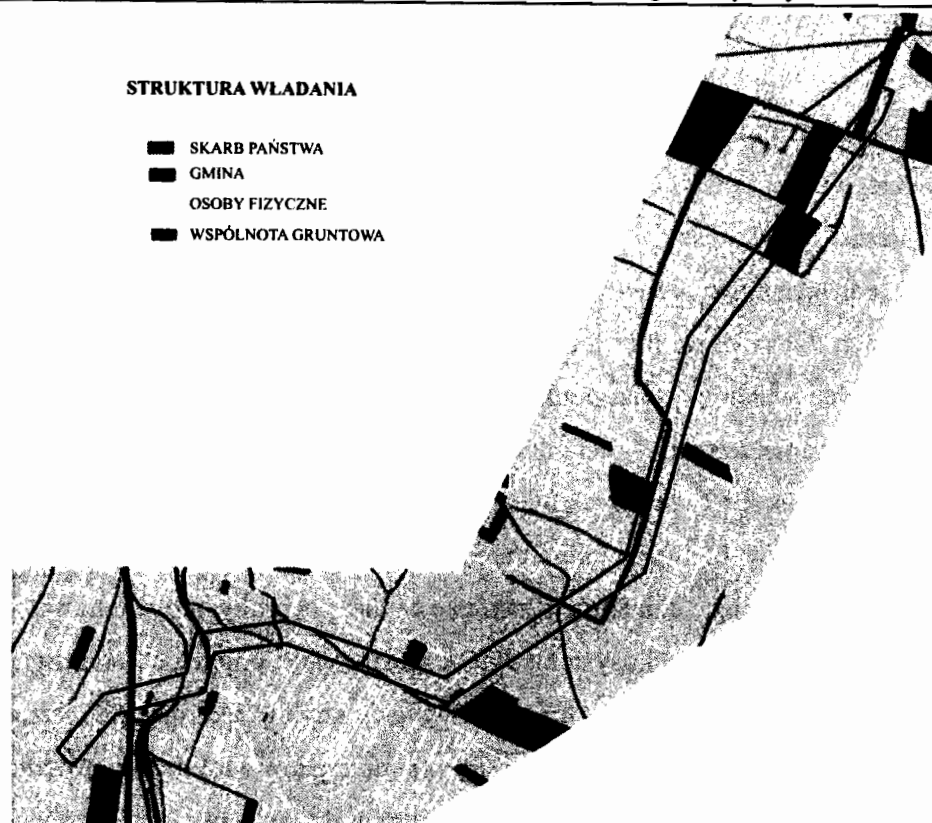 STRUKTURA WŁADANIA
SKARB PAŃSTWA
GMINA
OSOBY FIZYCZNE
WSPÓLNOTA GRUNTOWA